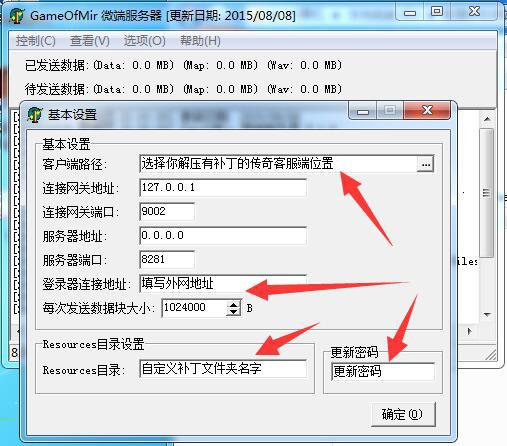 GameOfMir 微端服务器 [更新日期: 2015/08/08]
控制(C) 查看(V) 选项(O) 帮助(H)
已发送数据:(Data: 0.0 MB) (Map: 0.0 MB) (Wav: 0.0 MB)
待发送数据:(Data: 0.0 MB) (Map: 0.0 MB) (Wav: 0.0 MB)
基本设置
基本设置
客户端路径: 选择你解压有补丁的传奇客服端位置 ...
连接网关地址: 127.0.0.1
连接网关端口: 9002
服务器地址: 0.0.0.0
服务器端口: 8281
登录器连接地址: 填写外网地址
每次发送数据块大小: 1024000 B
Resources目录设置
Resources目录: 自定义补丁文件夹名字
更新密码
更新密码
确定(O)